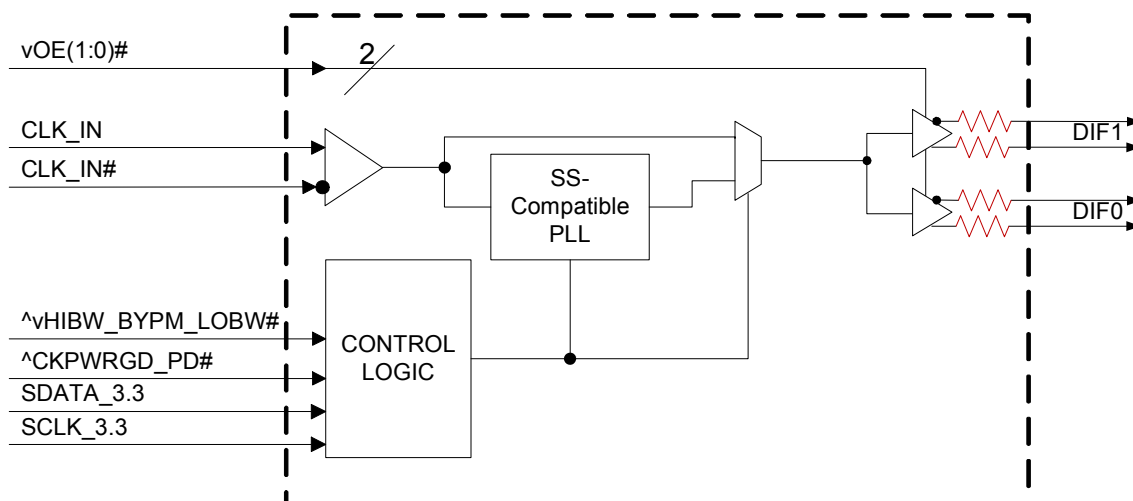 vOE(1:0)#
2
CLK_IN
CLK_IN#
SS-
Compatible
PLL
DIF1
DIF0
^vHIBW_BYPM_LOBW#
^CKPWRGD_PD#
SDATA_3.3
SCLK_3.3
CONTROL
LOGIC